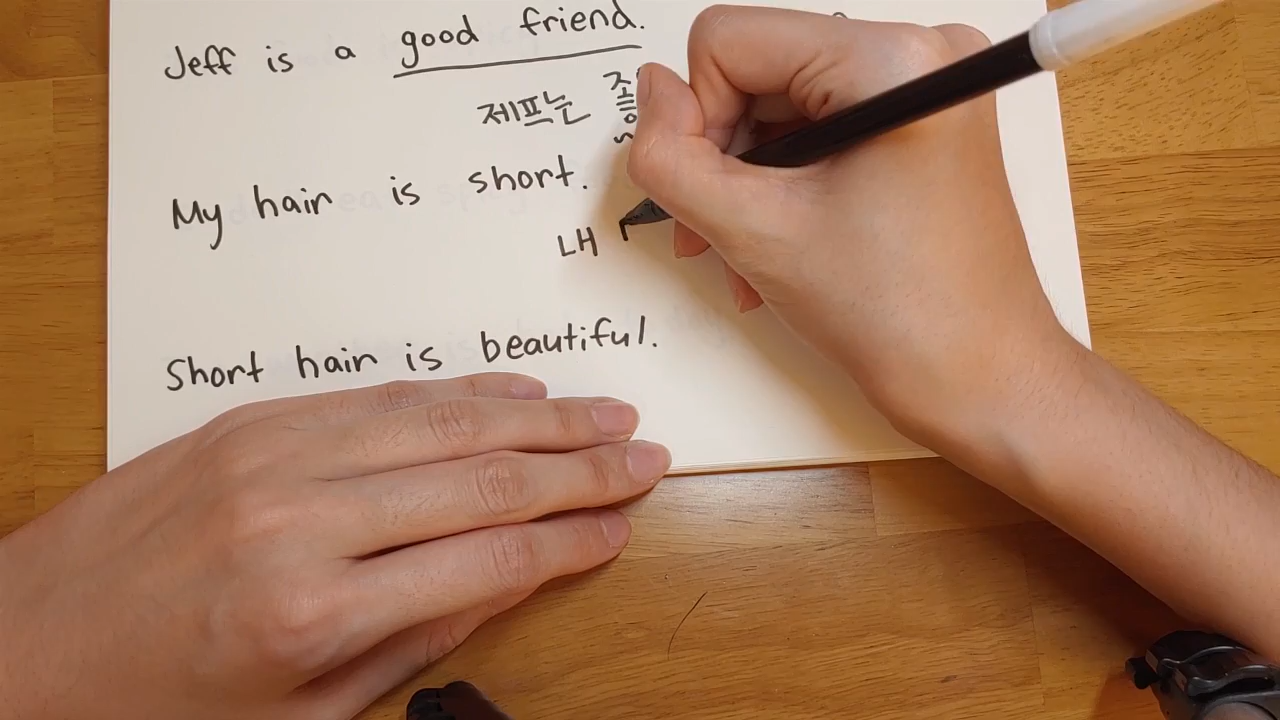 Jeff is a good friend.
제프는
My hair is short.
내
Short hair is beautiful.